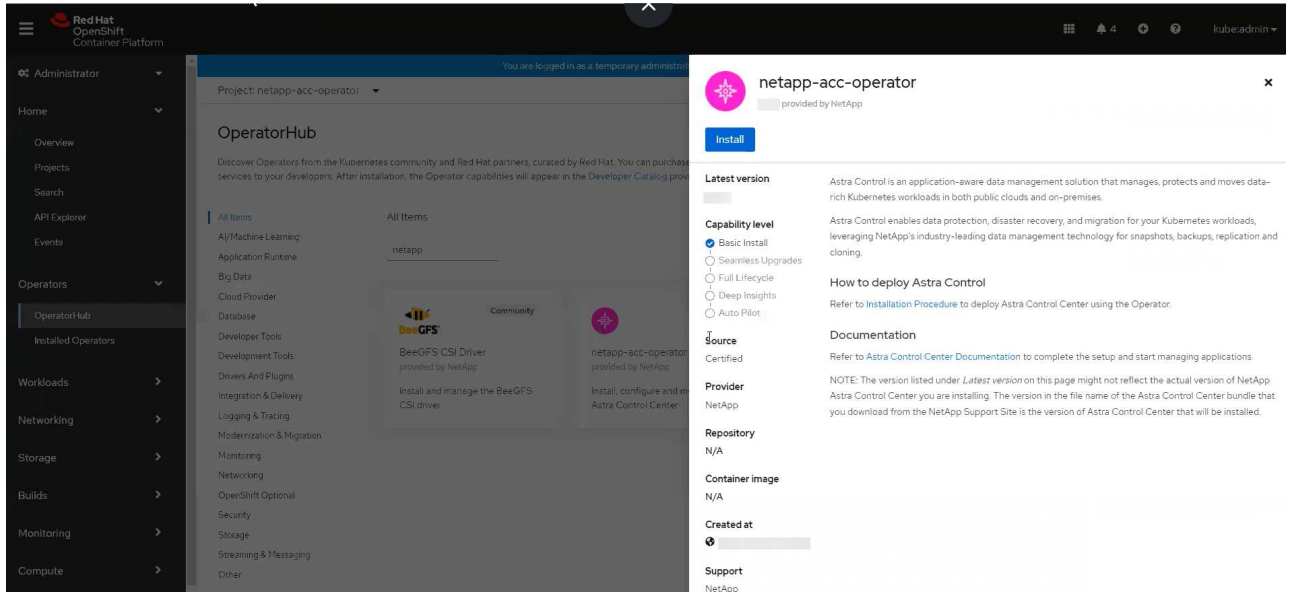 Red Hat
OpenShift
Container Platform
4
kube:admin
Administrator
You are logged in as a temporary administrat
Project: netapp-acc-operator
Home
Overview
Projects
Search
API Explorer
Events
Operators
OperatorHub
Installed Operators
Workloads
Networking
Storage
Builds
Monitoring
Compute
OperatorHub
Discover Operators from the Kubernetes community and Red Hat partners, curated by Red Hat. You can purchase
services to your developers. After installation, the Operator capabilities will appear in the Developer Catalog prov
All Items
AI/Machine Learning
Application Runtime
Big Data
Cloud Provider
Database
Developer Tools
Development Tools
Drivers And Plugins
Integration & Delivery
Logging & Tracing
Modernization & Migration
Monitoring
Networking
OpenShift Optional
Security
Storage
Streaming & Messaging
Other
All Items
netapp
BeeGFS
Community
BeeGFS CSI Driver
provided by NetApp
Install and manage the BeeGFS
CSI driver
netapp-acc-operator
provided by NetApp
Install, configure and m
Astra Control Center
netapp-acc-operator
provided by NetApp
Install
Latest version
Capability level
Basic Install
Seamless Upgrades
Full Lifecycle
Deep Insights
Auto Pilot
Source
Certified
Provider
NetApp
Repository
N/A
Container image
N/A
Created at
Support
NetApp
Astra Control is an application-aware data management solution that manages, protects and moves data-
rich Kubernetes workloads in both public clouds and on-premises.
Astra Control enables data protection, disaster recovery, and migration for your Kubernetes workloads,
leveraging NetApp's industry-leading data management technology for snapshots, backups, replication and
cloning.
How to deploy Astra Control
Refer to Installation Procedure to deploy Astra Control Center using the Operator.
Documentation
Refer to Astra Control Center Documentation to complete the setup and start managing applications.
NOTE: The version listed under Latest version on this page might not reflect the actual version of NetApp
Astra Control Center you are installing. The version in the file name of the Astra Control Center bundle that
you download from the NetApp Support Site is the version of Astra Control Center that will be installed.